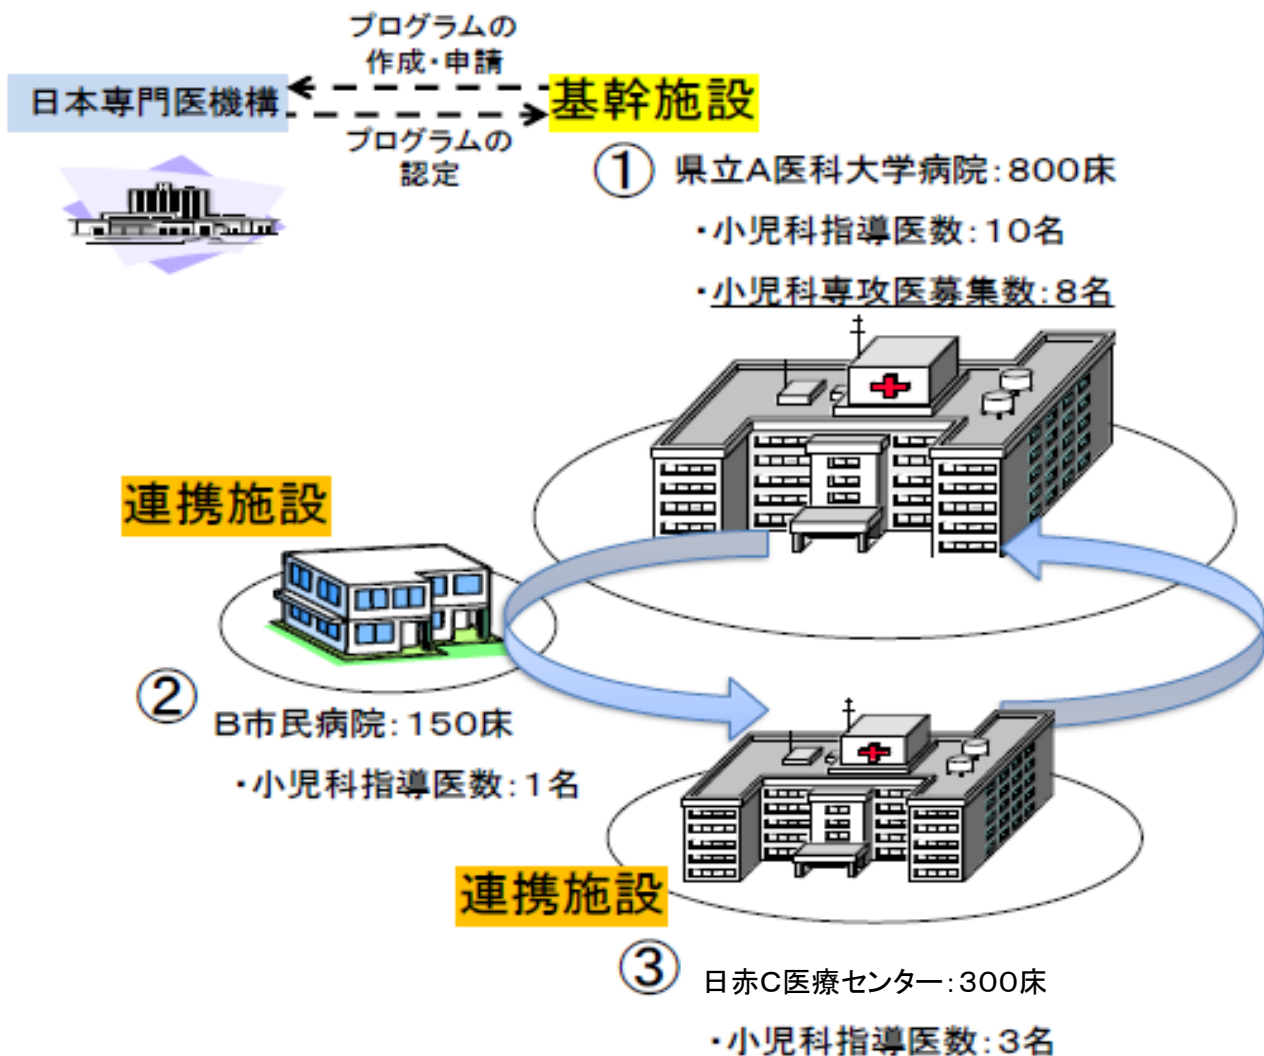 プログラムの
作成・申請
日本専門医機構
基幹施設
プログラムの
認定
① 県立A医科大学病院：800床
・小児科指導医数：10名
・小児科専攻医募集数：8名
連携施設
② B市民病院：150床
・小児科指導医数：1名
連携施設
③ 日赤C医療センター：300床
・小児科指導医数：3名